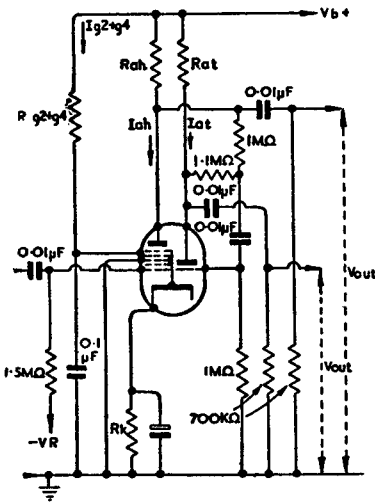 Vb+
Ig2+g4
Rah
Rat
R g2+g4
0·01µF
Iah
Iat
1MΩ
1·1MΩ
0·01µF
0·01µF
0·01µF
Vout
0·1
µF
1·5MΩ
1MΩ
Vout
700KΩ
-VR
Rk